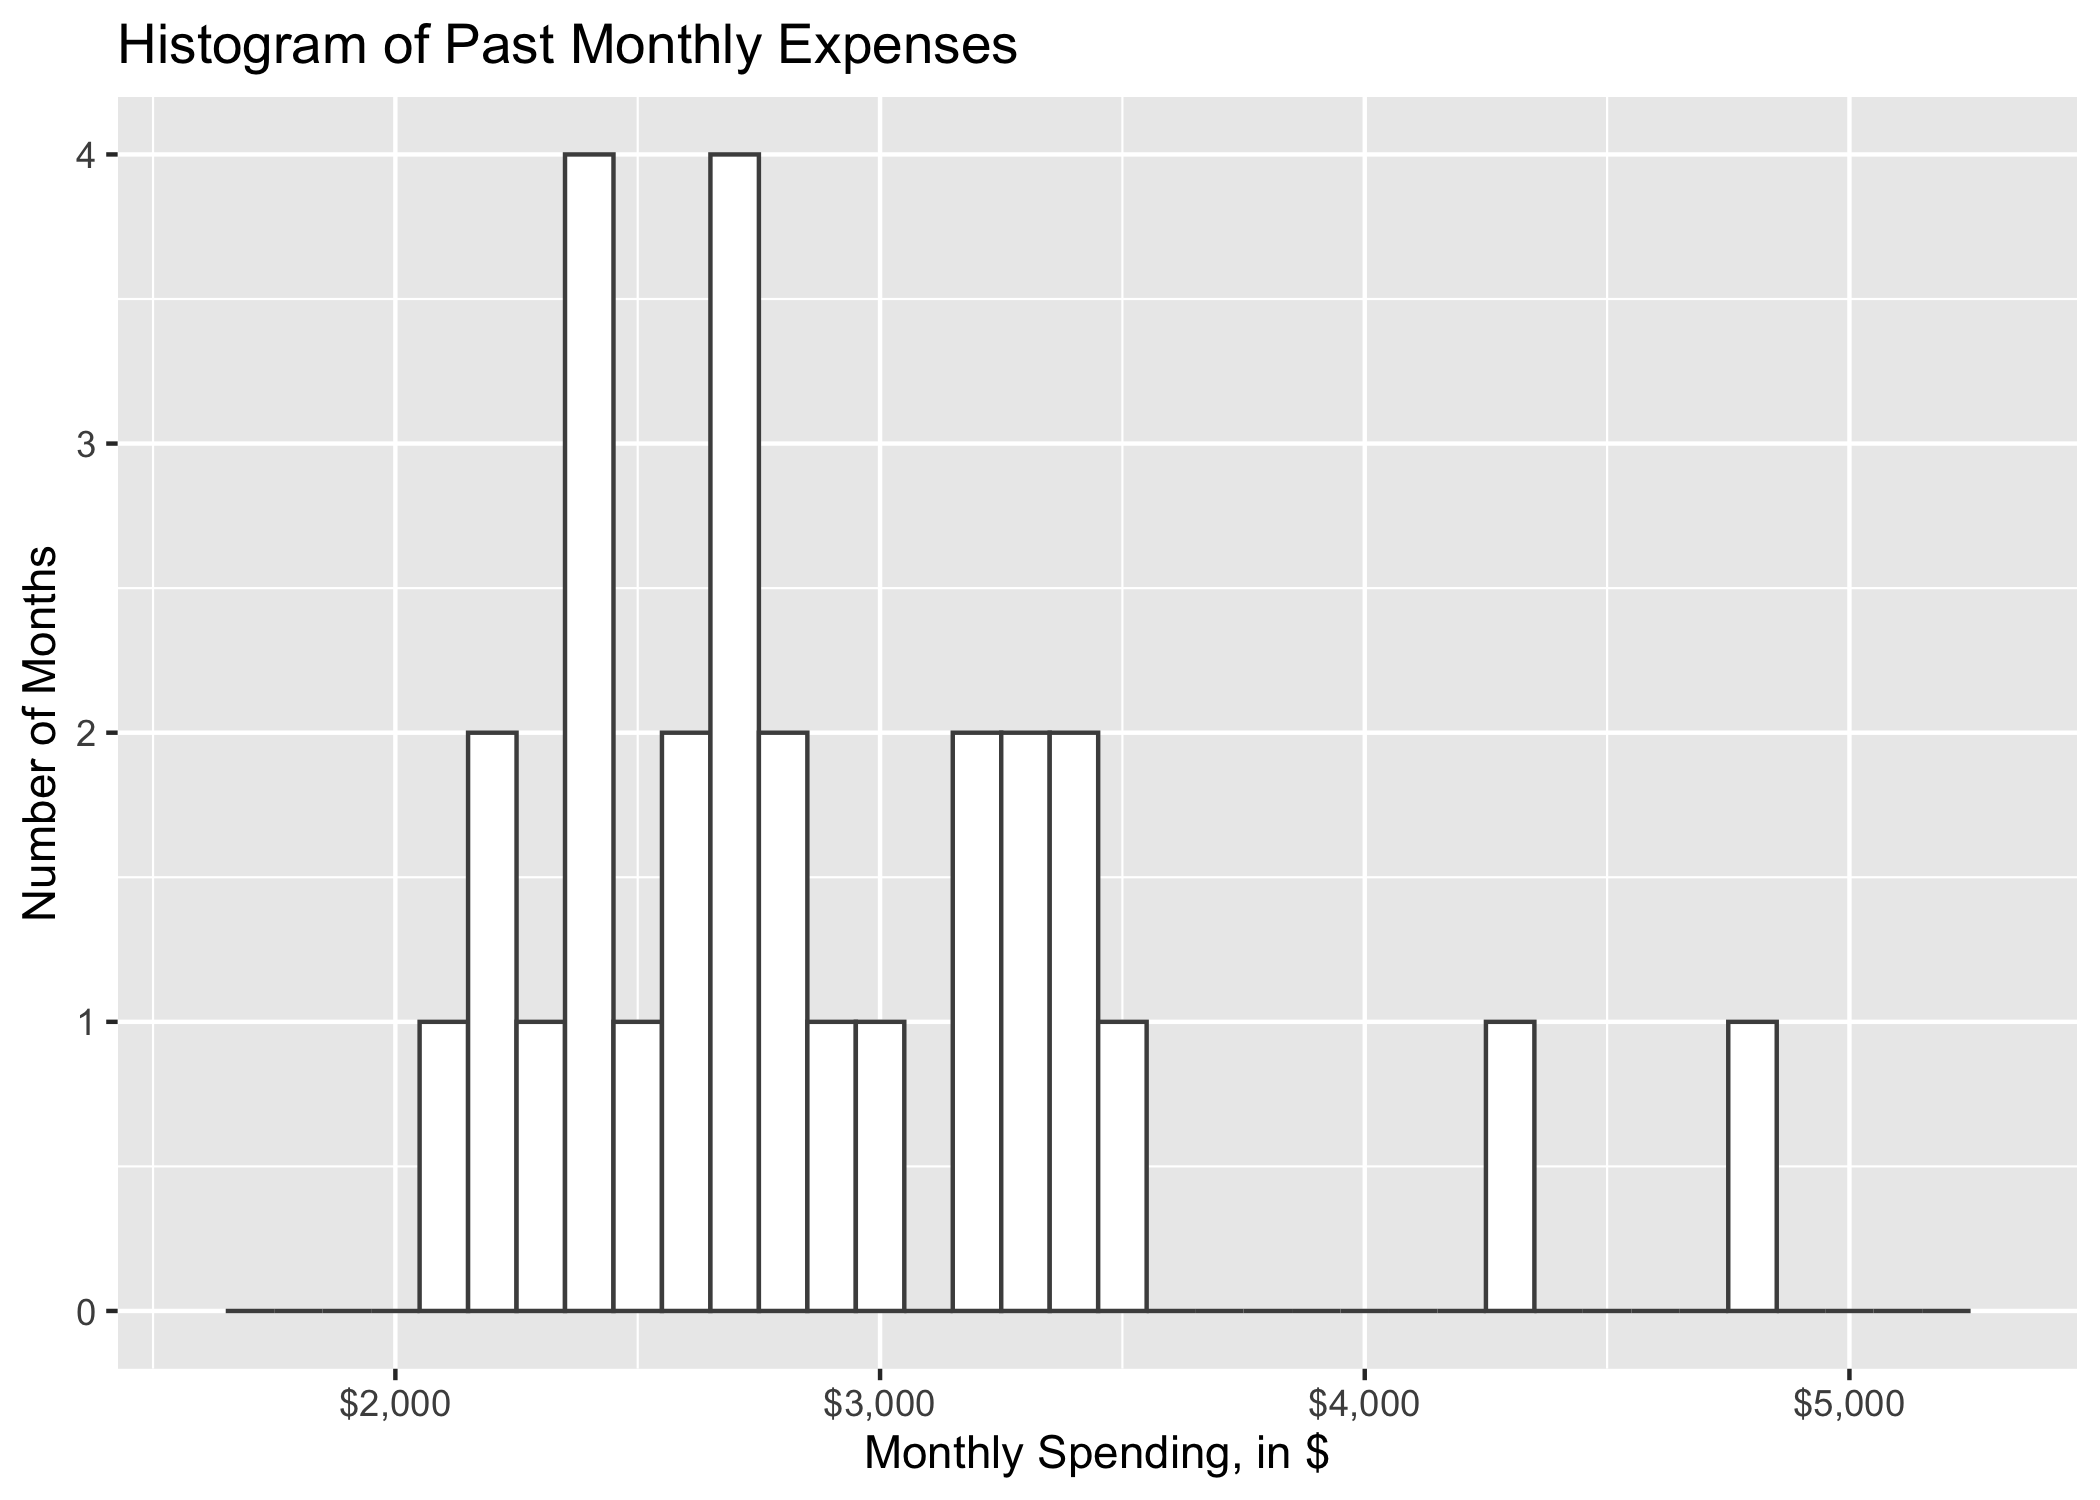 Histogram of Past Monthly Expenses
4
3
2
1
0
Number of Months
$2,000 $3,000 $4,000 $5,000
Monthly Spending, in $